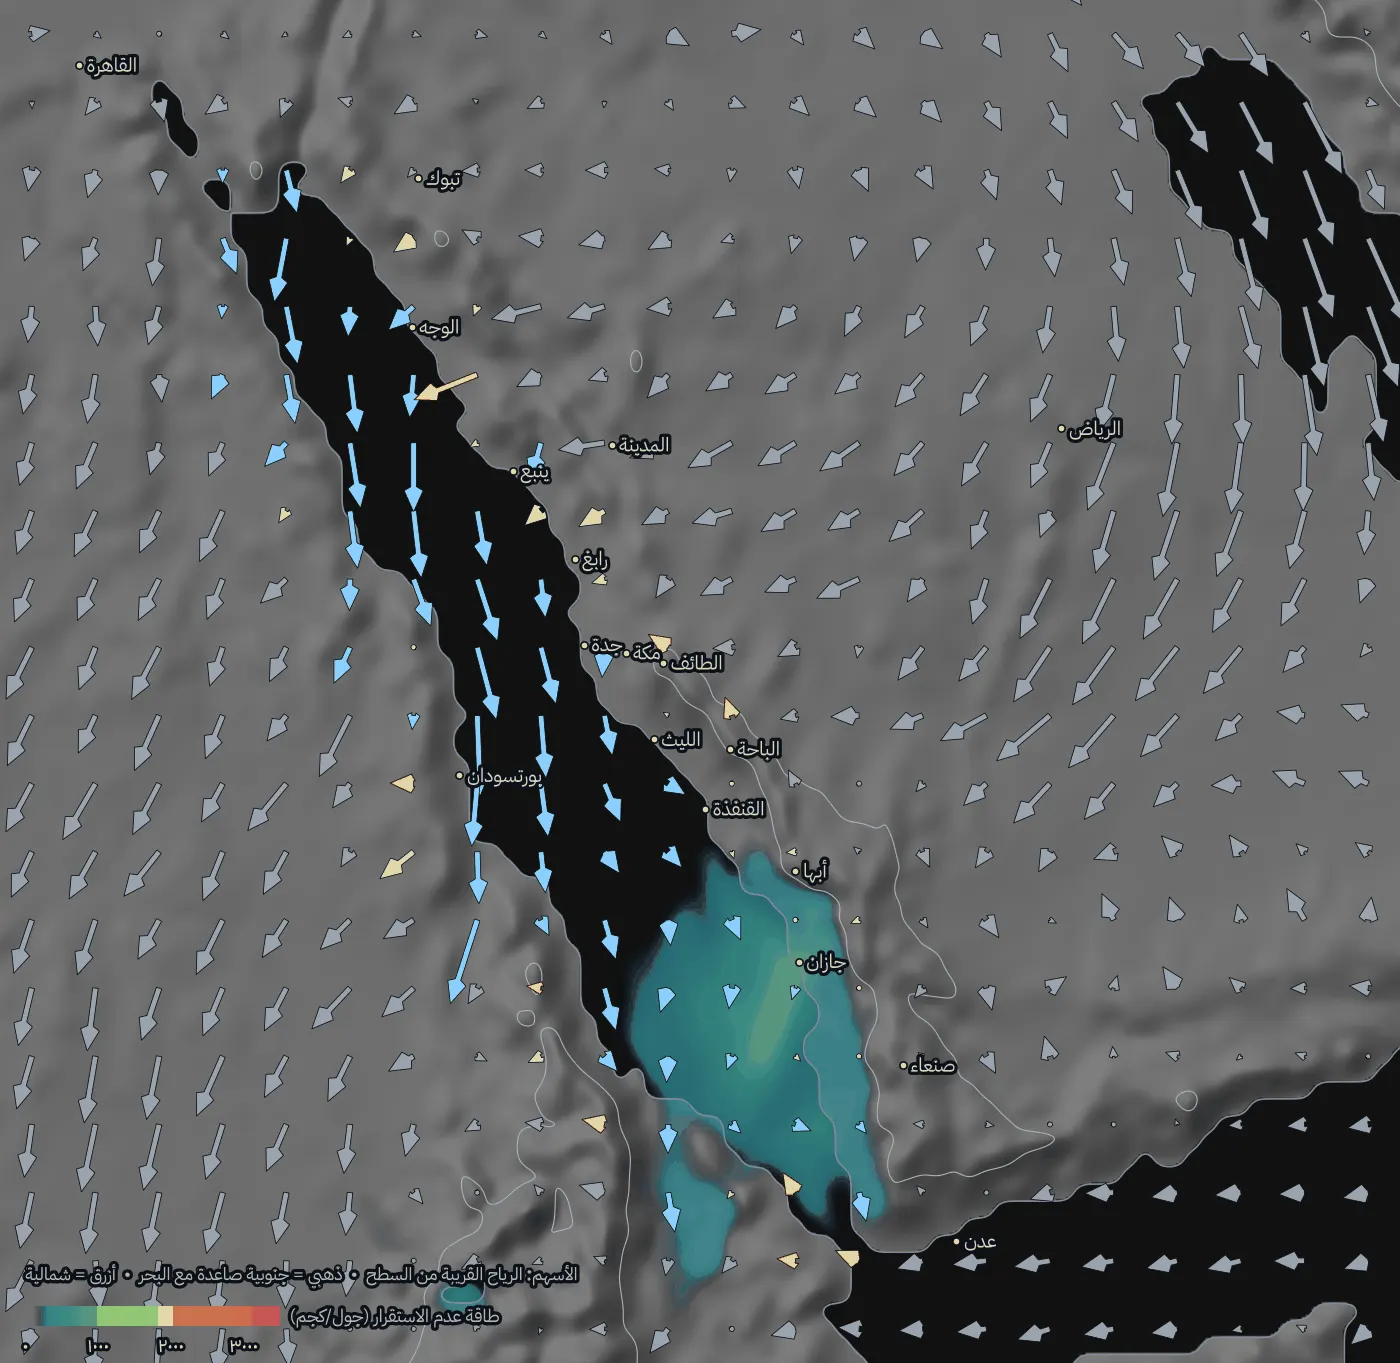 القاهرة
تبوك
الوجه
الرياض
المدينة
ينبع
رابغ
جدة
مكة
الطائف
الليث
الباحة
بورتسودان
القنفذة
أبها
جازان
صنعاء
عدن
الأسهم: الرياح القريبة من السطح • ذهبي = جنوبية صاعدة مع البحر • أزرق = شمالية
طاقة عدم الاستقرار (جول/كجم)
٠ ١٠٠٠ ٢٠٠٠ ٣٠٠٠